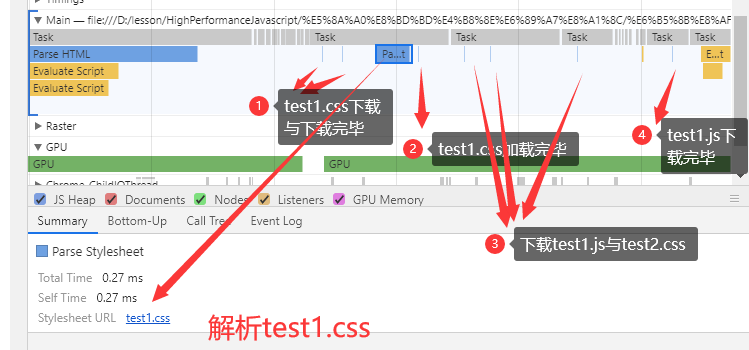 Timings
Main — file:///D:/lesson/HighPerformanceJavascript/%E5%8A%A0%E8%BD%BD%E4%B8%8E%E6%89%A7%E8%A1%8C/%E6%B5%8B%E8%AF
Task Task Task Task T...
Parse HTML Pa...t E...t
Evaluate Script
Evaluate Script
1 test1.css下载
与下载完毕
2 test1.css加载完毕
4 test1.js下
载完毕
Raster
GPU
GPU GPU
Chrome_ChildIOThread
3 下载test1.js与test2.css
JS Heap Documents Nodes Listeners GPU Memory
Summary Bottom-Up Call Tree Event Log
Parse Stylesheet
Total Time 0.27 ms
Self Time 0.27 ms
Stylesheet URL test1.css
解析test1.css